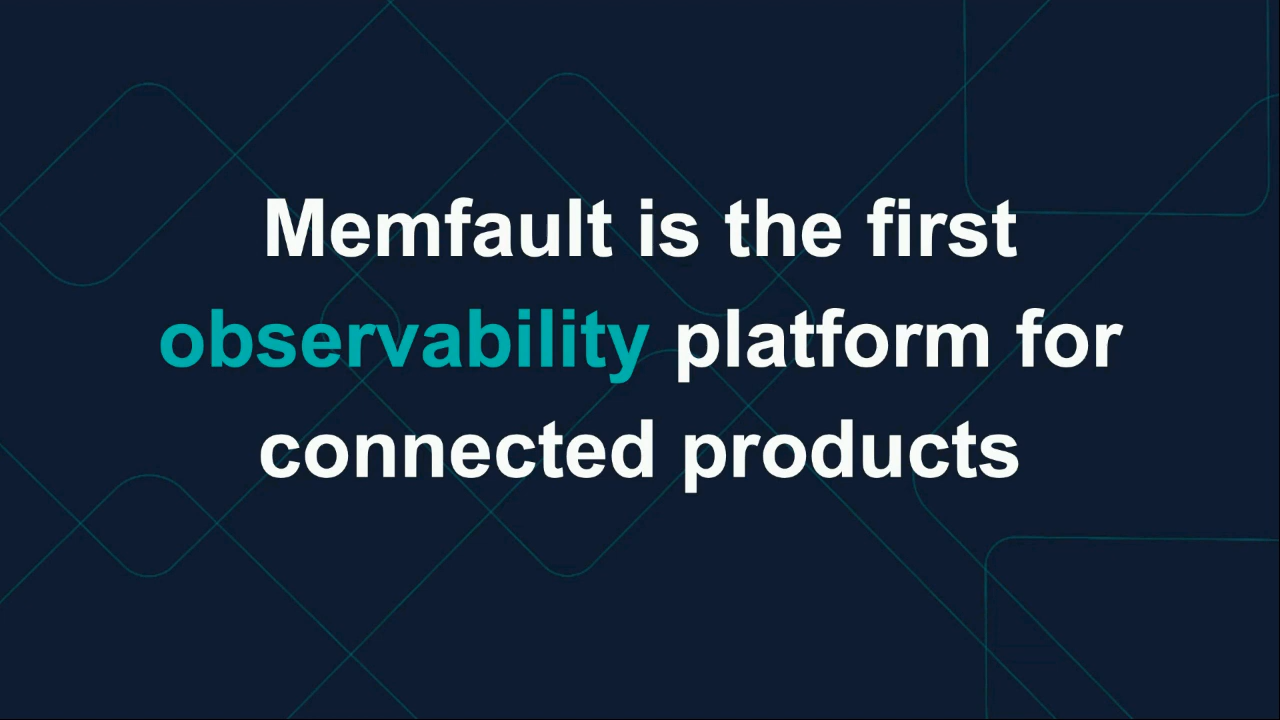 Memfault is the first
observability platform for
connected products